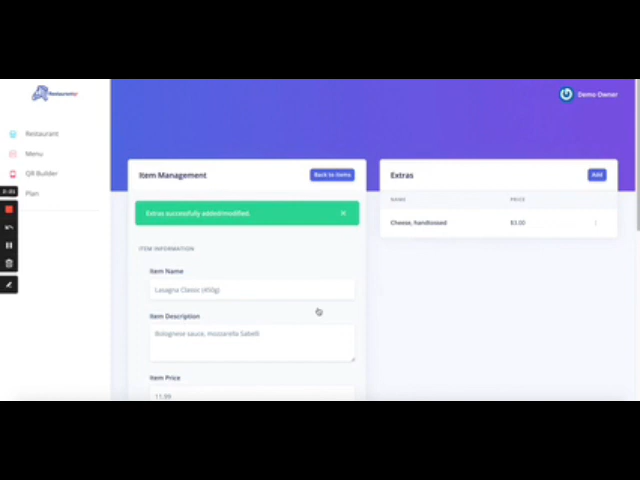 Restaurant
Demo Owner
Restaurant
Menu
QR Builder
Plan
Item Management
Back to items
Extras successfully added/modified.
ITEM INFORMATION
Item Name
Lasagna Classic (450g)
Item Description
Bolognese sauce, mozzarella Sabelli
Item Price
11.99
Extras
Add
NAME
PRICE
Cheese, handtossed
$3.00